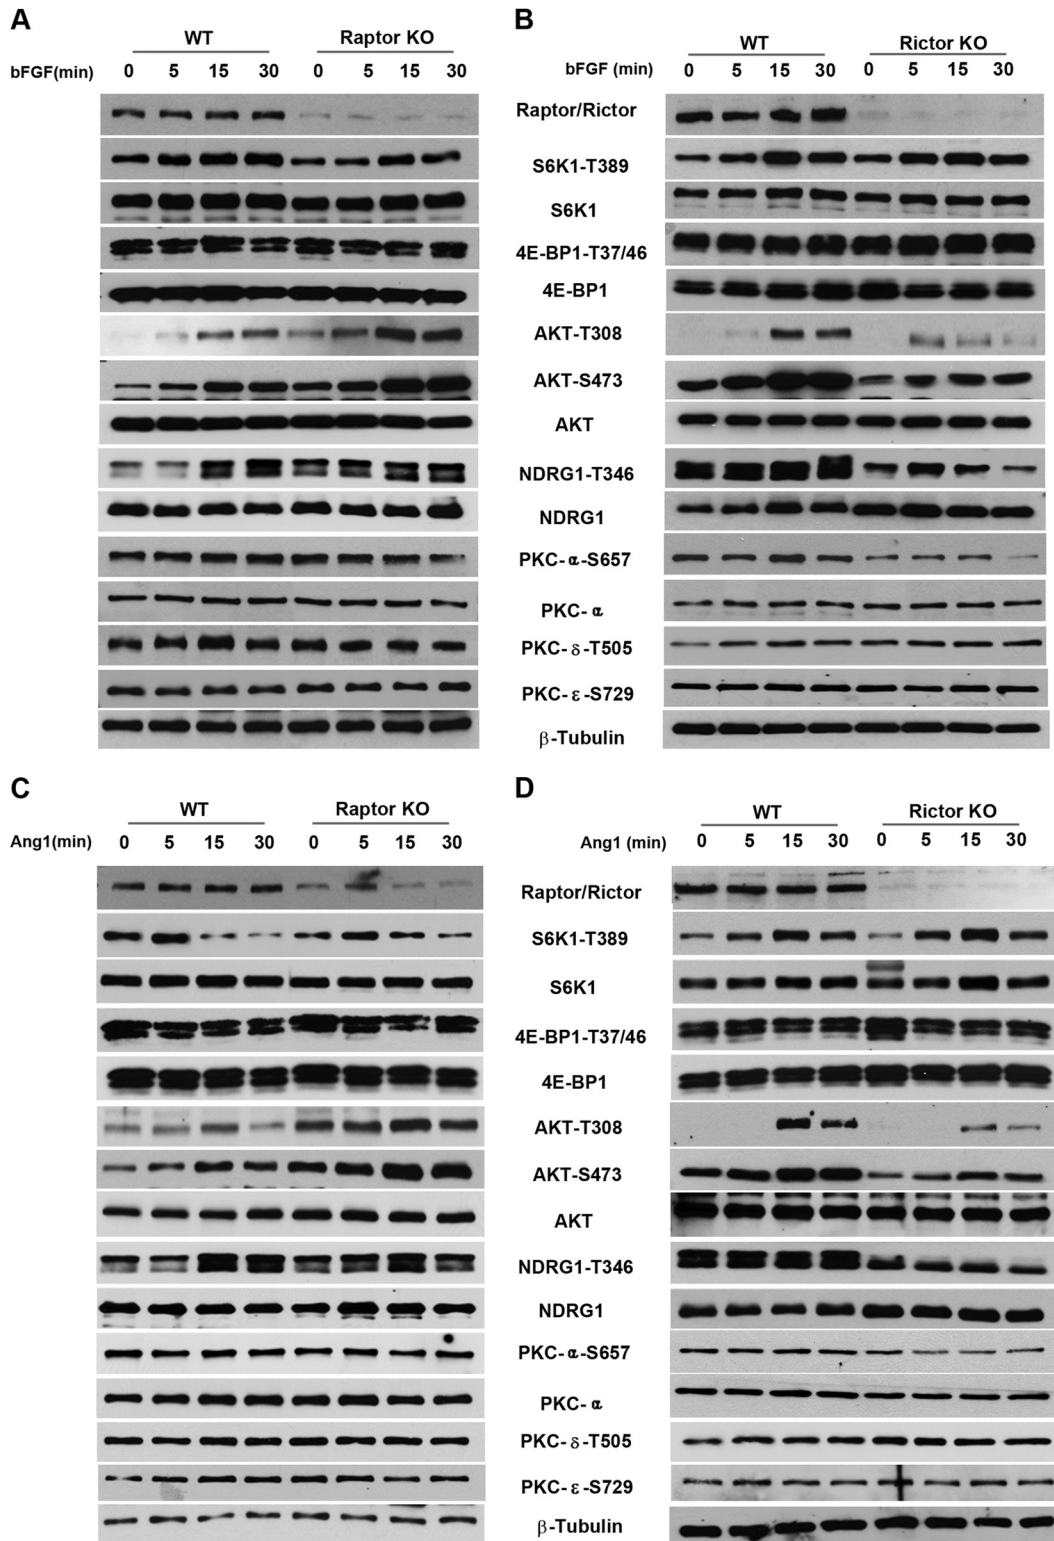 A
WT Raptor KO
bFGF(min) 0 5 15 30 0 5 15 30
B
WT Rictor KO
bFGF (min) 0 5 15 30 0 5 15 30
Raptor/Rictor
S6K1-T389
S6K1
4E-BP1-T37/46
4E-BP1
AKT-T308
AKT-S473
AKT
NDRG1-T346
NDRG1
PKC-α-S657
PKC-α
PKC-δ-T505
PKC-ε-S729
β-Tubulin
C
WT Raptor KO
Ang1(min) 0 5 15 30 0 5 15 30
D
WT Rictor KO
Ang1 (min) 0 5 15 30 0 5 15 30
Raptor/Rictor
S6K1-T389
S6K1
4E-BP1-T37/46
4E-BP1
AKT-T308
AKT-S473
AKT
NDRG1-T346
NDRG1
PKC-α-S657
PKC-α
PKC-δ-T505
PKC-ε-S729
β-Tubulin